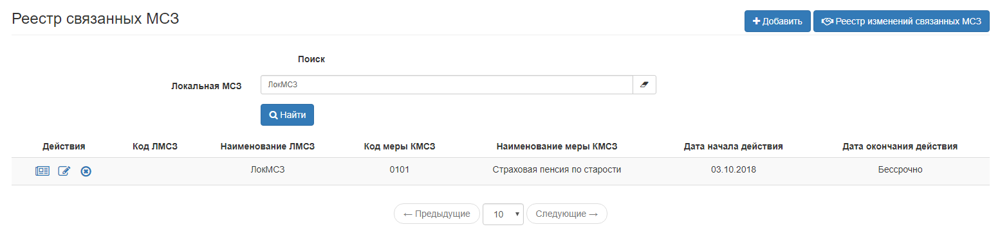 Реестр связанных МСЗ
Добавить
Реестр изменений связанных МСЗ
Поиск
Локальная МСЗ
ЛокМСЗ
Найти
Действия Код ЛМСЗ Наименование ЛМСЗ Код меры КМСЗ Наименование меры КМСЗ Дата начала действия Дата окончания действия
ЛокМСЗ 0101 Страховая пенсия по старости 03.10.2018 Бессрочно
← Предыдущие 10 Следующие →